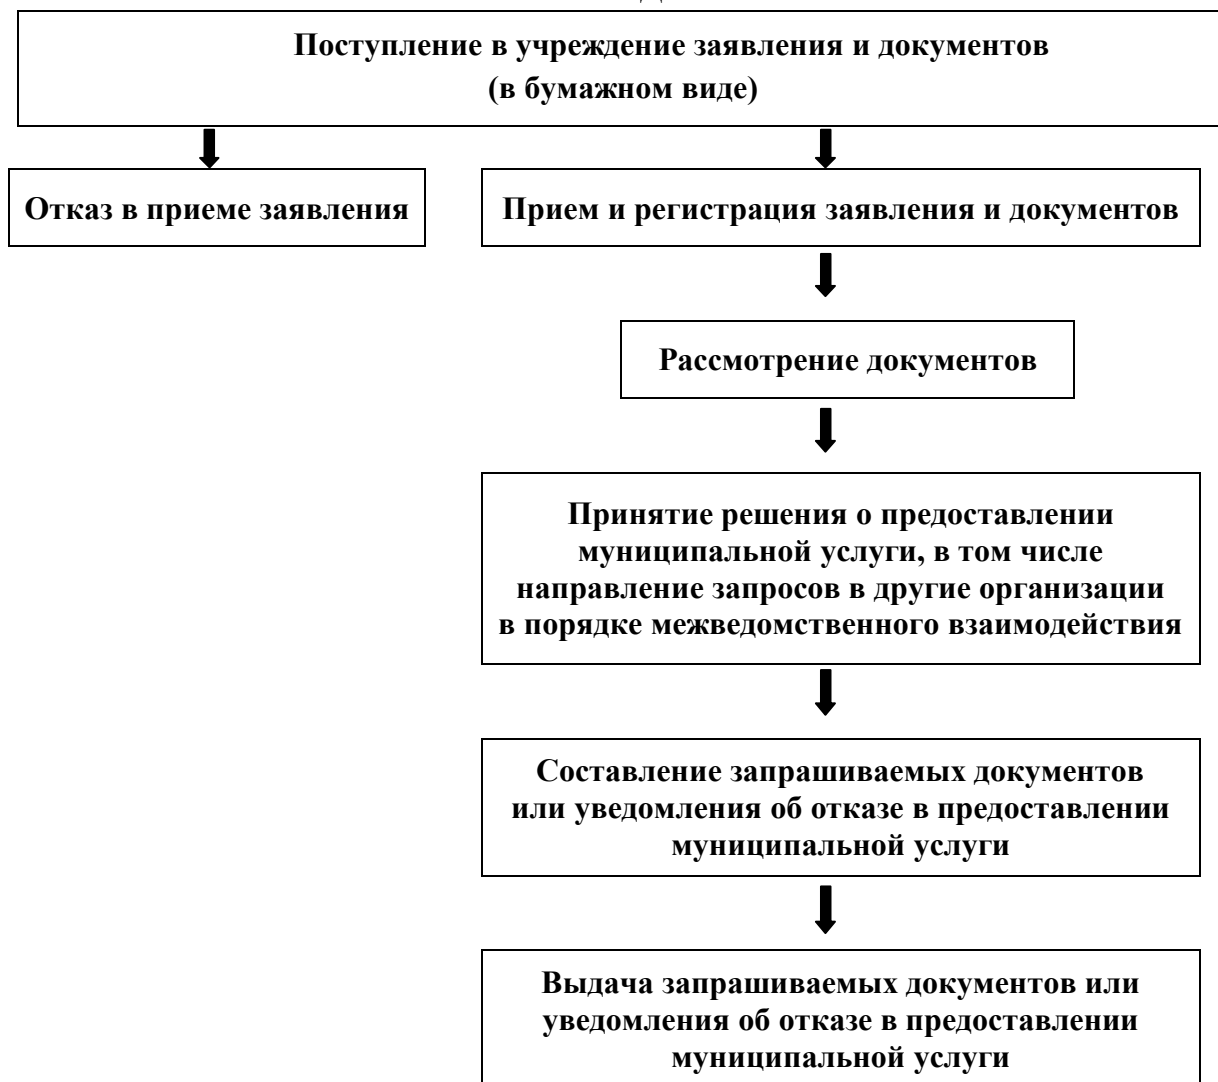 Поступление в учреждение заявления и документов
(в бумажном виде)
Отказ в приеме заявления
Прием и регистрация заявления и документов
Рассмотрение документов
Принятие решения о предоставлении
муниципальной услуги, в том числе
направление запросов в другие организации
в порядке межведомственного взаимодействия
Составление запрашиваемых документов
или уведомления об отказе в предоставлении
муниципальной услуги
Выдача запрашиваемых документов или
уведомления об отказе в предоставлении
муниципальной услуги